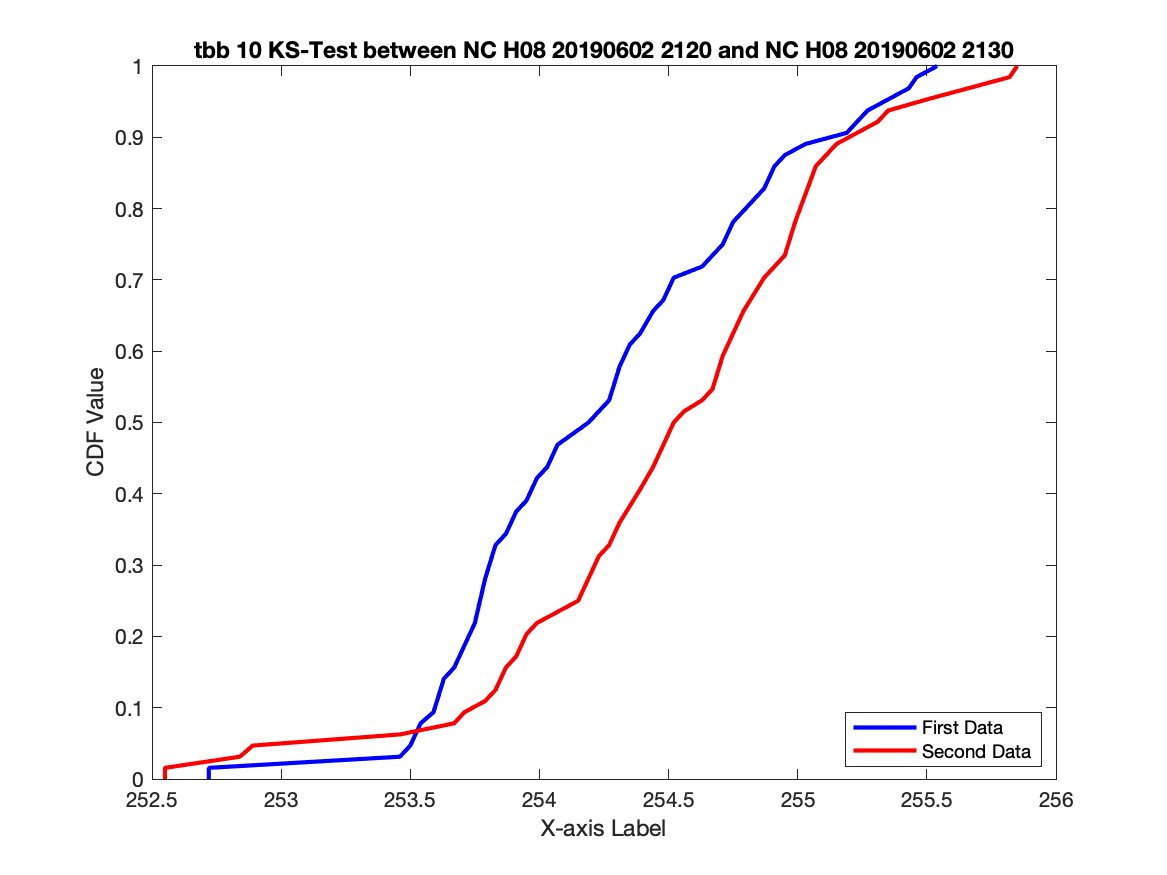 tbb 10 KS-Test between NC H08 20190602 2120 and NC H08 20190602 2130
1
0.9
0.8
0.7
0.6
0.5
0.4
0.3
0.2
0.1
0
CDF Value
First Data
Second Data
252.5 253 253.5 254 254.5 255 255.5 256
X-axis Label